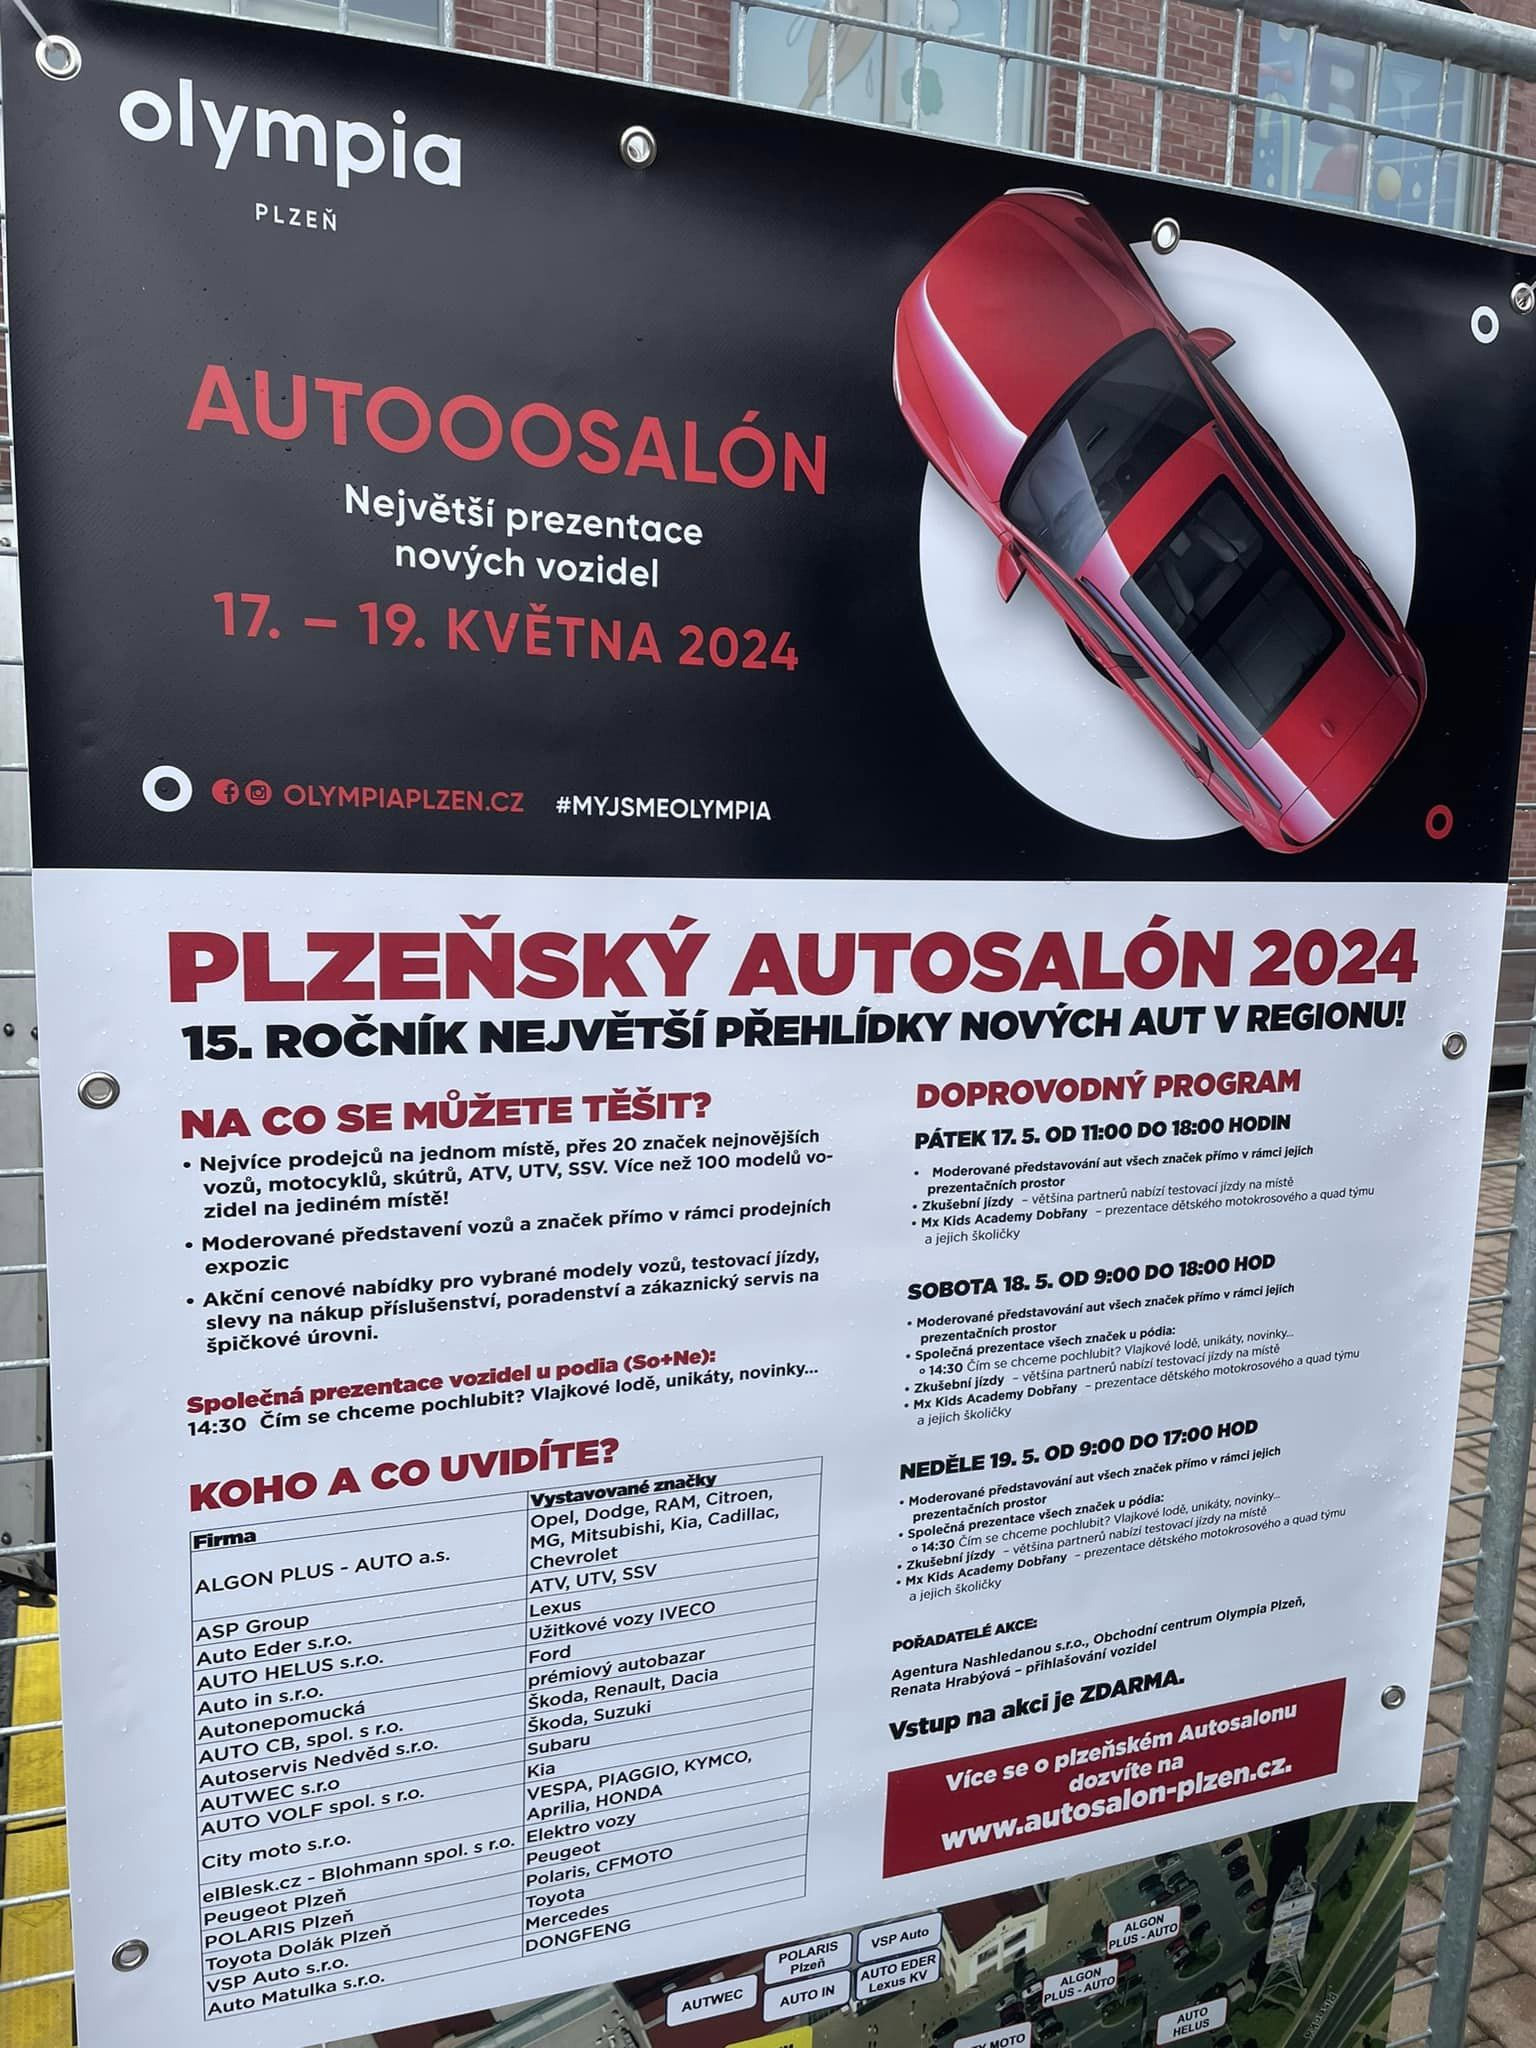 olympia
PLZEŇ
AUTOOOSALÓN
Největší prezentace
nových vozidel
17. – 19. KVĚTNA 2024
OLYMPIAPLZEN.CZ #MYJSMEOLYMPIA
PLZEŇSKÝ AUTOSALÓN 2024
15. ROČNÍK NEJVĚTŠÍ PŘEHLÍDKY NOVÝCH AUT V REGIONU!
NA CO SE MŮŽETE TĚŠIT?
• Nejvíce prodejců na jednom místě, přes 20 značek nejnovějších
vozů, motocyklů, skútrů, ATV, UTV, SSV. Více než 100 modelů vo-
zidel na jediném místě!
• Moderované představení vozů a značek přímo v rámci prodejních
expozic
• Akční cenové nabídky pro vybrané modely vozů, testovací jízdy,
slevy na nákup příslušenství, poradenství a zákaznický servis na
špičkové úrovni.
Společná prezentace vozidel u podia (So+Ne):
14:30 Čím se chceme pochlubit? Vlajkové lodě, unikáty, novinky...
KOHO A CO UVIDÍTE?
Firma Vystavované značky
ALGON PLUS - AUTO a.s. Opel, Dodge, RAM, Citroen,
MG, Mitsubishi, Kia, Cadillac,
Chevrolet
ASP Group ATV, UTV, SSV
Auto Eder s.r.o. Lexus
AUTO HELUS s.r.o. Užitkové vozy IVECO
Auto in s.r.o. Ford
Autonepomucká prémiový autobazar
AUTO CB, spol. s r.o. Škoda, Renault, Dacia
Autoservis Nedvěd s.r.o. Škoda, Suzuki
AUTWEC s.r.o Subaru
AUTO VOLF spol. s r.o. Kia
City moto s.r.o. VESPA, PIAGGIO, KYMCO,
Aprilia, HONDA
elBlesk.cz - Blohmann spol. s r.o. Elektro vozy
Peugeot Plzeň Peugeot
POLARIS Plzeň Polaris, CFMOTO
Toyota Dolák Plzeň Toyota
VSP Auto s.r.o. Mercedes
Auto Matulka s.r.o. DONGFENG
DOPROVODNÝ PROGRAM
PÁTEK 17. 5. OD 11:00 DO 18:00 HODIN
• Moderované představování aut všech značek přímo v rámci jejich
prezentačních prostor
• Zkušební jízdy – většina partnerů nabízí testovací jízdy na místě
• Mx Kids Academy Dobřany – prezentace dětského motokrosového a quad týmu
a jejich školičky
SOBOTA 18. 5. OD 9:00 DO 18:00 HOD
• Moderované představování aut všech značek přímo v rámci jejich
prezentačních prostor
• Společná prezentace všech značek u pódia:
o 14:30 Čím se chceme pochlubit? Vlajkové lodě, unikáty, novinky...
• Zkušební jízdy – většina partnerů nabízí testovací jízdy na místě
• Mx Kids Academy Dobřany – prezentace dětského motokrosového a quad týmu
a jejich školičky
NEDĚLE 19. 5. OD 9:00 DO 17:00 HOD
• Moderované představování aut všech značek přímo v rámci jejich
prezentačních prostor
• Společná prezentace všech značek u pódia:
o 14:30 Čím se chceme pochlubit? Vlajkové lodě, unikáty, novinky...
• Zkušební jízdy – většina partnerů nabízí testovací jízdy na místě
• Mx Kids Academy Dobřany – prezentace dětského motokrosového a quad týmu
a jejich školičky
POŘADATELÉ AKCE:
Agentura Nashledanou s.r.o., Obchodní centrum Olympia Plzeň,
Renata Hrabýová – přihlašování vozidel
Vstup na akci je ZDARMA.
Více se o plzeňském Autosalonu
dozvíte na
www.autosalon-plzen.cz.
AUTWEC
POLARIS
Plzeň
VSP Auto
AUTO IN
AUTO EDER
Lexus KV
ALGON
PLUS - AUTO
ALGON
PLUS - AUTO
AUTO
HELUS
MOTO